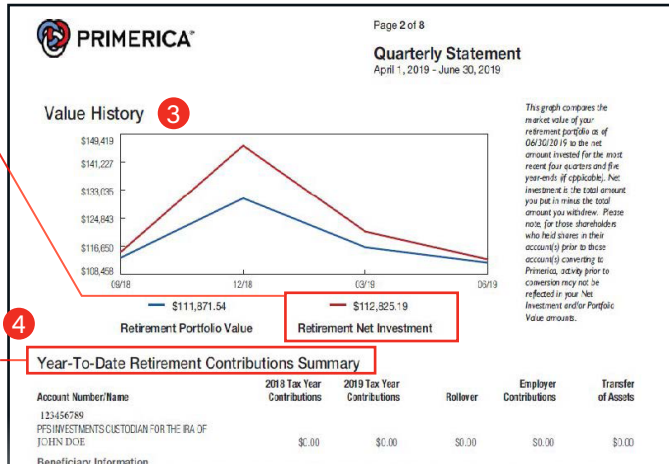 PRIMERICA
Page 2 of 8
Quarterly Statement
April 1, 2019 - June 30, 2019
Value History
3
$149,419
$141,227
$133,035
$124,843
$116,650
$108,458
09/18
12/18
03/19
06/19
$111,871.54
$112,825.19
Retirement Portfolio Value
Retirement Net Investment
This graph compares the
market value of your
retirement portfolio as of
06/30/2019 to the net
amount invested for the most
recent four quarters and five
year-ends (if applicable). Net
investment is the total amount
you put in minus the total
amount you withdrew. Please
note, for those shareholders
who held shares in their
account(s) prior to these
account(s) converting to
Primerica, activity prior to
conversion may not be
reflected in your Net
Investment and/or Portfolio
Value amounts.
4
Year-To-Date Retirement Contributions Summary
Account Number/Name
2018 Tax Year
Contributions
2019 Tax Year
Contributions
Rollover
Employer
Contributions
Transfer
of Assets
123456789
PFS INVESTMENTS CUSTODIAN FOR THE IRA OF
JOHN DOE
$0.00
$0.00
$0.00
$0.00
$0.00
Beneficiary Information